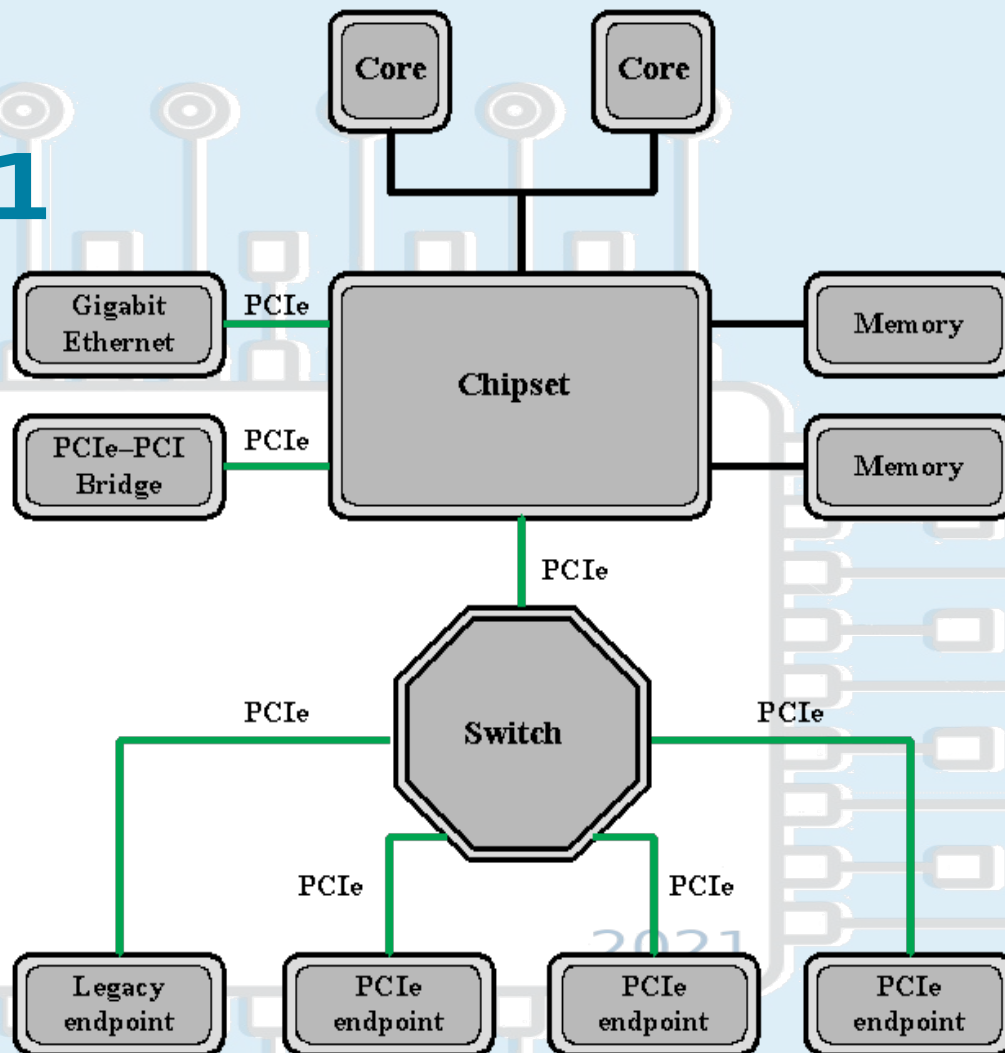 Core
Core
1
Gigabit
Ethernet
PCIe
Chipset
Memory
PCIe–PCI
Bridge
PCIe
Memory
PCIe
Switch
PCIe
PCIe
PCIe
PCIe
2021
Legacy
endpoint
PCIe
endpoint
PCIe
endpoint
PCIe
endpoint